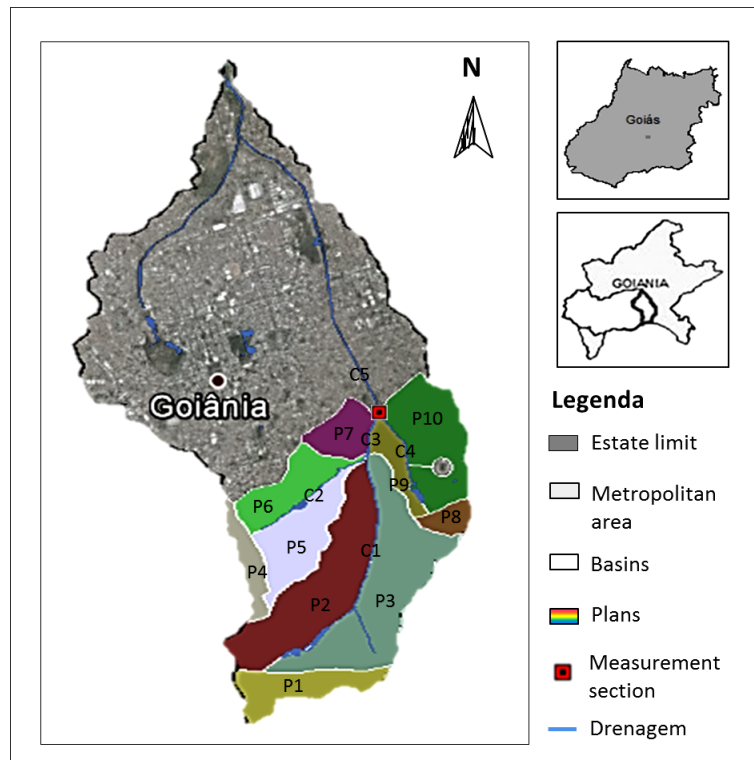 N
C5
Goiânia
P10
P7
C3
C4
P9
C2
P6
P8
P5
C1
P4
P2
P3
P1
Goiás
GOIANIA
Legenda
Estate limit
Metropolitan
area
Basins
Plans
Measurement
section
Drenagem